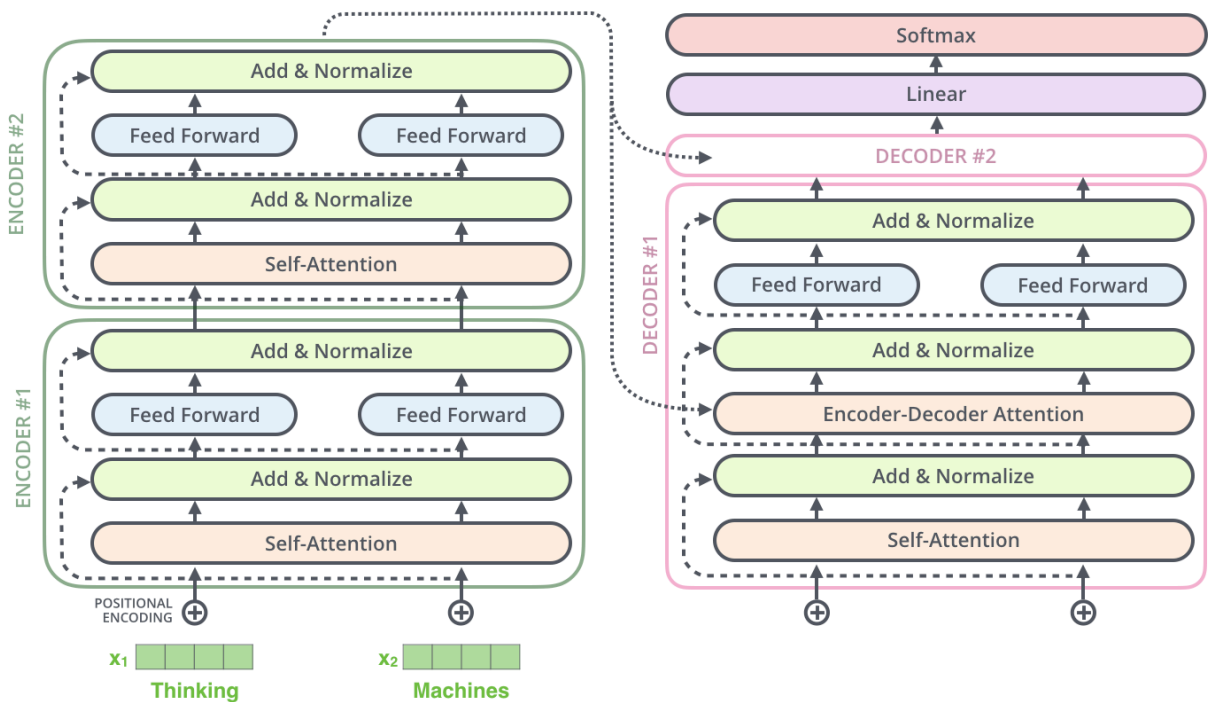 ENCODER #2
Add & Normalize
Feed Forward
Feed Forward
Add & Normalize
Self-Attention
ENCODER #1
Add & Normalize
Feed Forward
Feed Forward
Add & Normalize
Self-Attention
POSITIONAL
ENCODING
x₁
x₂
Thinking
Machines
Softmax
Linear
DECODER #2
DECODER #1
Add & Normalize
Feed Forward
Feed Forward
Add & Normalize
Encoder-Decoder Attention
Add & Normalize
Self-Attention